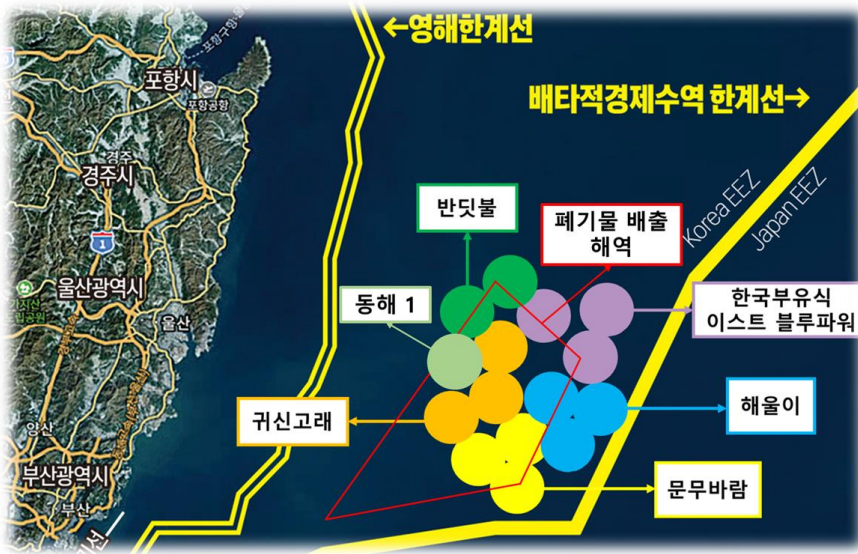 ←영해한계선
포항시
포항공항
배타적경제수역 한계선→
경주
경주시
Korea EEZ
Japan EEZ
반딧불
폐기물 배출
해역
1
울산광역시
동해 1
한국부유식
이스트 블루파워
울산
귀신고래
해울이
양산
부산광역시
문무바람
부산